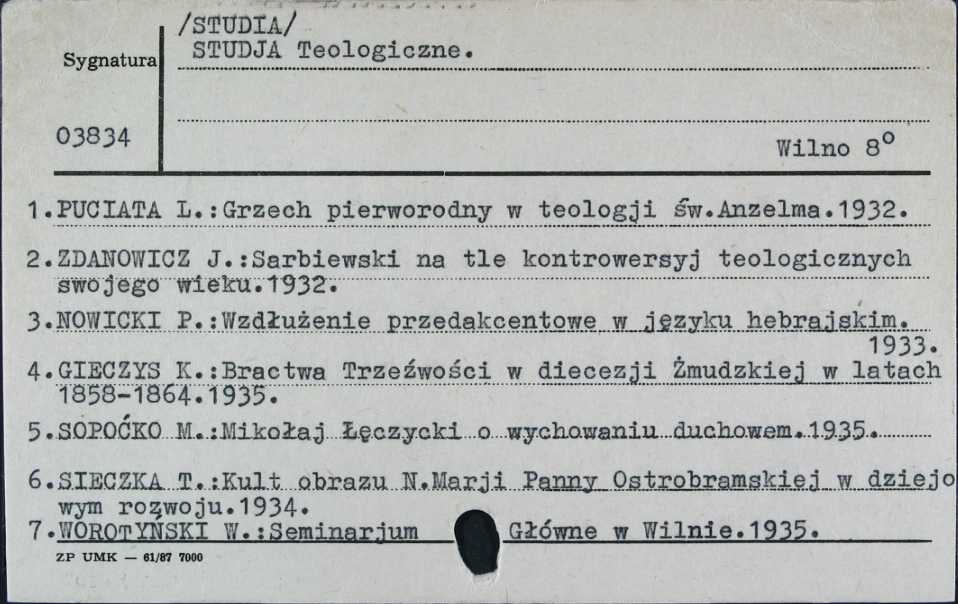 /STUDIA/
STUDJA Teologiczne.
Sygnatura
03834
Wilno 8°
1.PUCIATA L.:Grzech pierworodny w teologji św.Anzelma.1932.
2.ZDANOWICZ J.:Sarbiewski na tle kontrowersyj teologicznych
swojego wieku.1932.
3.NOWICKI P.:Wzdłużenie przedakcentowe w języku hebrajskim.
1933.
4.GIECZYS K.:Bractwa Trzeźwości w diecezji Żmudzkiej w latach
1858-1864.1935.
5.SOPOĆKO M.:Mikołaj Łęczycki o wychowaniu duchowem.1935.
6.SIECZKA T.:Kult obrazu N.Marji Panny Ostrobramskiej w dziejo
wym rozwoju.1934.
7.WOROTYŃSKI W.:Seminarjum Główne w Wilnie.1935.
ZP UMK — 61/87 7000